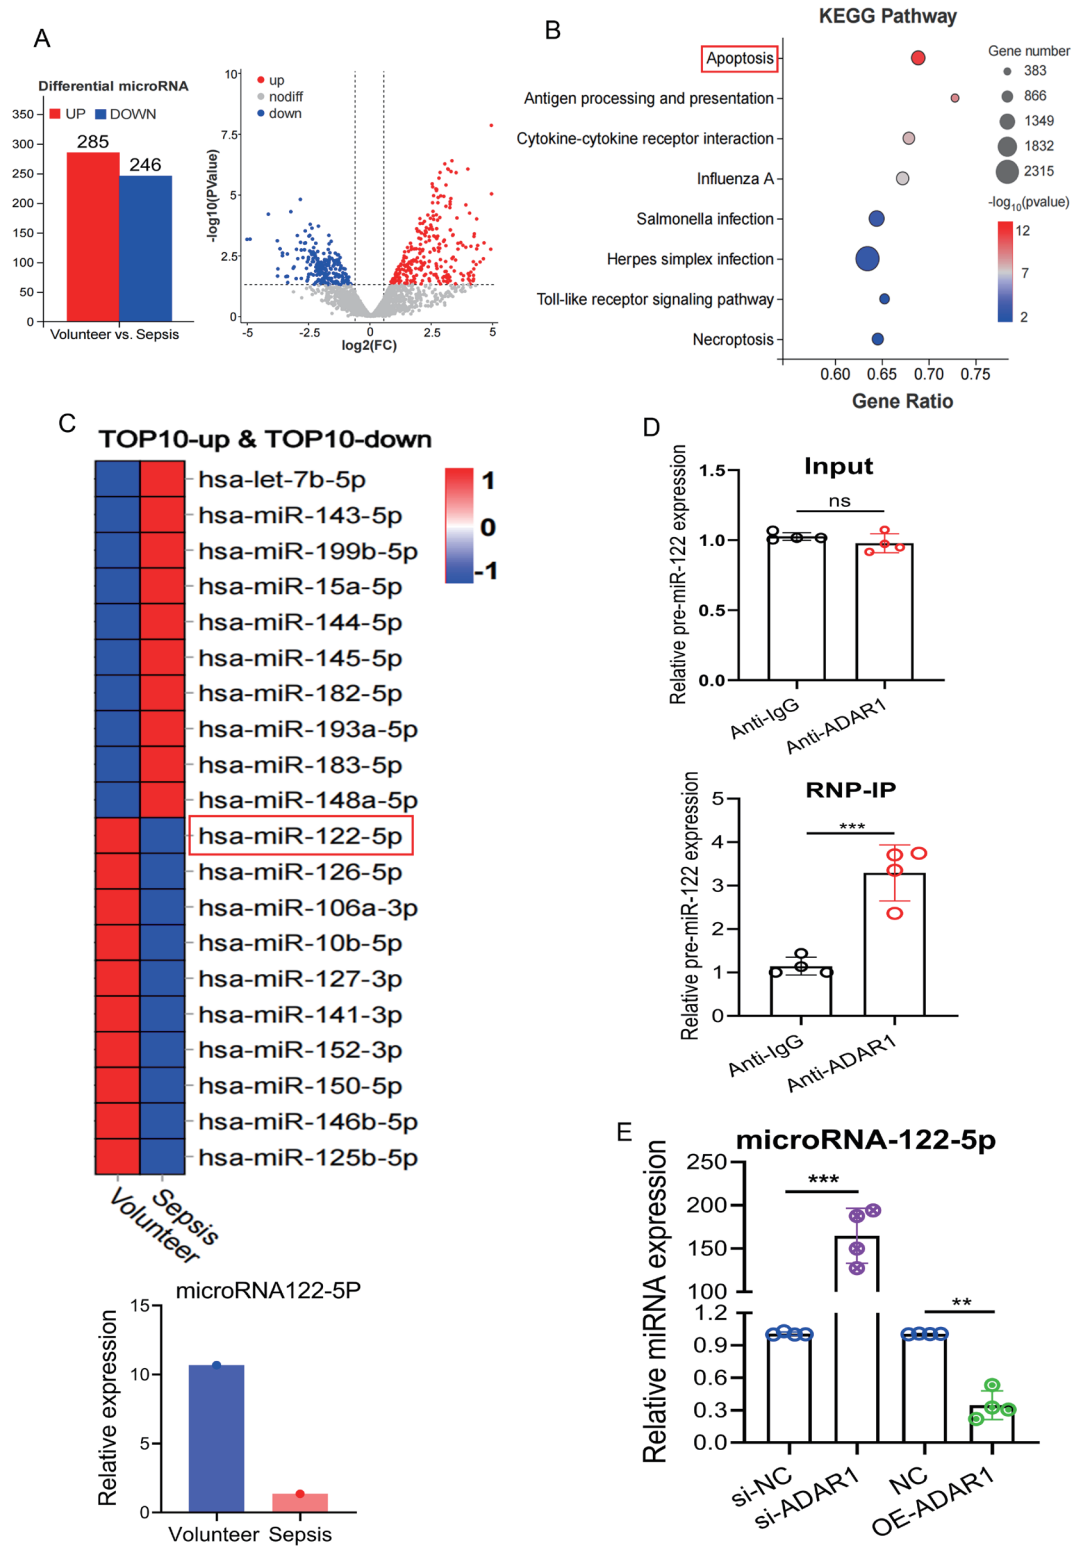 A
Differential microRNA
UP DOWN
350
300
250
200
150
100
50
0
285
246
Volunteer vs. Sepsis
up
nodiff
down
-log10(PValue)
10
7.5
5
2.5
0
-5
-2.5
0
2.5
5
log2(FC)
B
KEGG Pathway
Apoptosis
Antigen processing and presentation
Cytokine-cytokine receptor interaction
Influenza A
Salmonella infection
Herpes simplex infection
Toll-like receptor signaling pathway
Necroptosis
0.60 0.65 0.70 0.75
Gene Ratio
Gene number
383
866
1349
1832
2315
-log10(pvalue)
12
7
2
C
TOP10-up & TOP10-down
hsa-let-7b-5p
hsa-miR-143-5p
hsa-miR-199b-5p
hsa-miR-15a-5p
hsa-miR-144-5p
hsa-miR-145-5p
hsa-miR-182-5p
hsa-miR-193a-5p
hsa-miR-183-5p
hsa-miR-148a-5p
hsa-miR-122-5p
hsa-miR-126-5p
hsa-miR-106a-3p
hsa-miR-10b-5p
hsa-miR-127-3p
hsa-miR-141-3p
hsa-miR-152-3p
hsa-miR-150-5p
hsa-miR-146b-5p
hsa-miR-125b-5p
1
0
-1
Volunteer
Sepsis
microRNA122-5P
Relative expression
15
10
5
0
Volunteer Sepsis
D
Input
ns
Relative pre-miR-122 expression
1.5
1.0
0.5
0.0
Anti-IgG
Anti-ADAR1
RNP-IP
***
Relative pre-miR-122 expression
5
4
3
2
1
0
Anti-IgG
Anti-ADAR1
E
microRNA-122-5p
Relative miRNA expression
250
200
150
100
1.2
0.9
0.6
0.3
0.0
***
**
si-NC
si-ADAR1
NC
OE-ADAR1